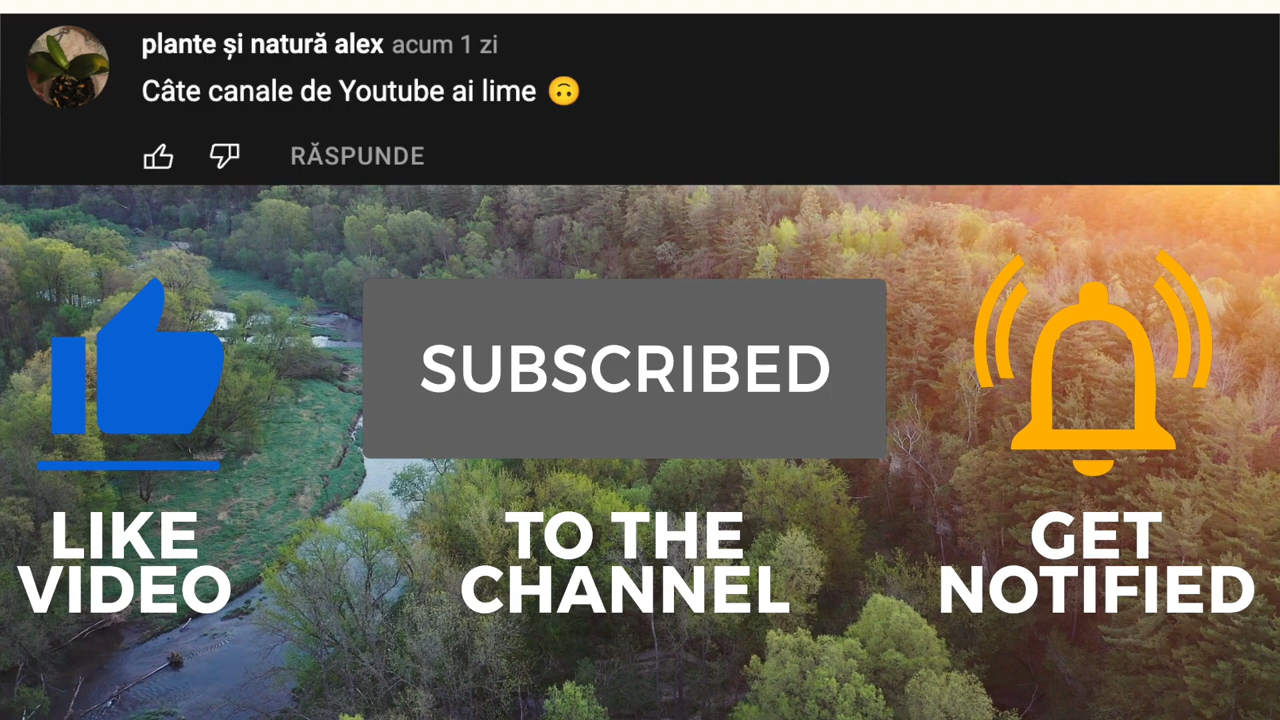 plante și natură alex acum 1 zi
Câte canale de Youtube ai lime 🙃
RĂSPUNDE
SUBSCRIBED
LIKE
VIDEO
TO THE
CHANNEL
GET
NOTIFIED